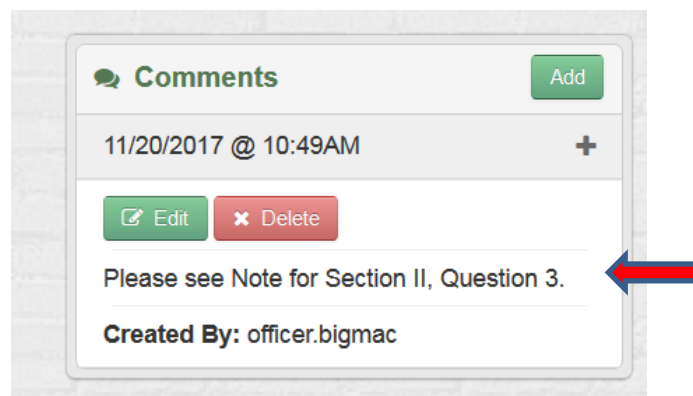 Comments
Add
11/20/2017 @ 10:49AM
Edit
Delete
Please see Note for Section II, Question 3.
Created By: officer.bigmac